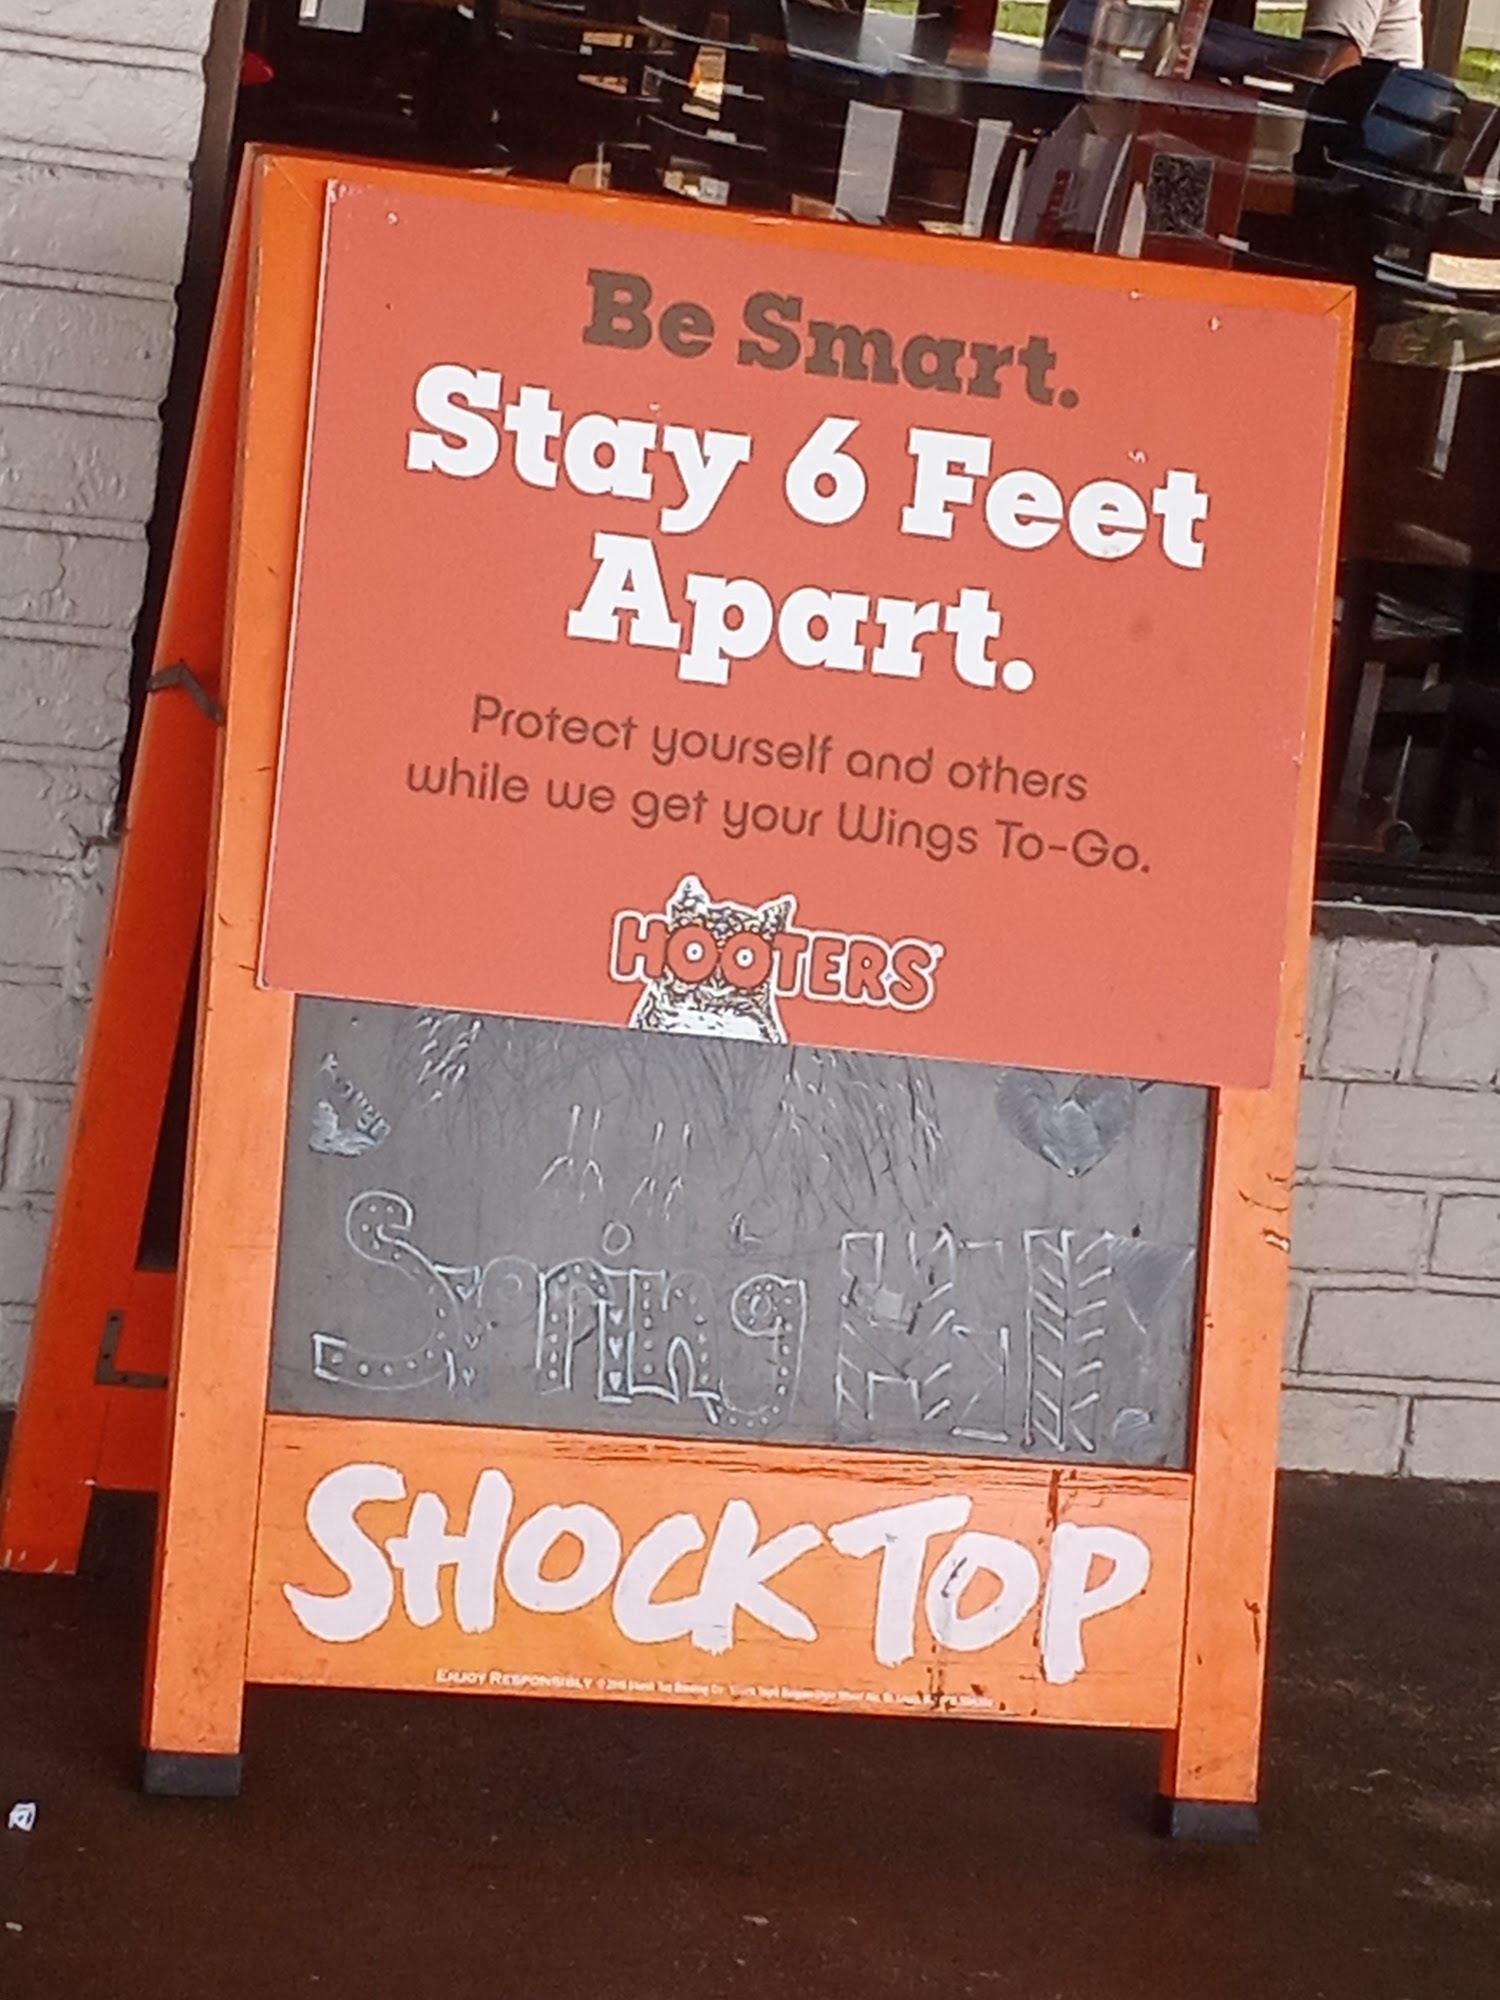 Be Smart.
Stay 6 Feet
Apart.
Protect yourself and others
while we get your Wings To-Go.
HOOTERS
SHOCK TOP
ENJOY RESPONSIBLY